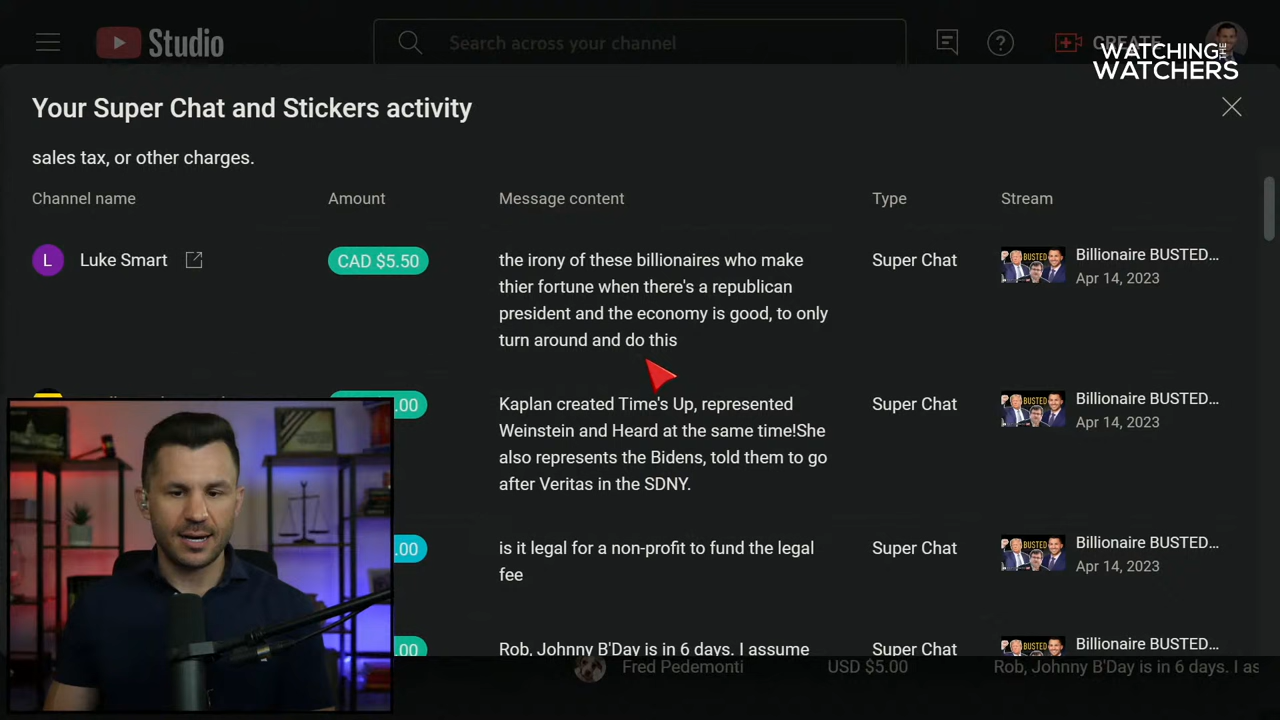 Studio
Search across your channel
CREATE
WATCHING THE
WATCHERS
Your Super Chat and Stickers activity
sales tax, or other charges.
Channel name Amount Message content Type Stream
L Luke Smart CAD $5.50 the irony of these billionaires who make Super Chat Billionaire BUSTED...
thier fortune when there's a republican Apr 14, 2023
president and the economy is good, to only
turn around and do this
.00 Kaplan created Time's Up, represented Super Chat Billionaire BUSTED...
Weinstein and Heard at the same time!She Apr 14, 2023
also represents the Bidens, told them to go
after Veritas in the SDNY.
.00 is it legal for a non-profit to fund the legal Super Chat Billionaire BUSTED...
fee Apr 14, 2023
.00 Rob, Johnny B'Day is in 6 days. I assume Super Chat Billionaire BUSTED...
Fred Pedemonti USD $5.00 Rob, Johnny B'Day is in 6 days. I as
BUSTED
BUSTED
BUSTED
BUSTED